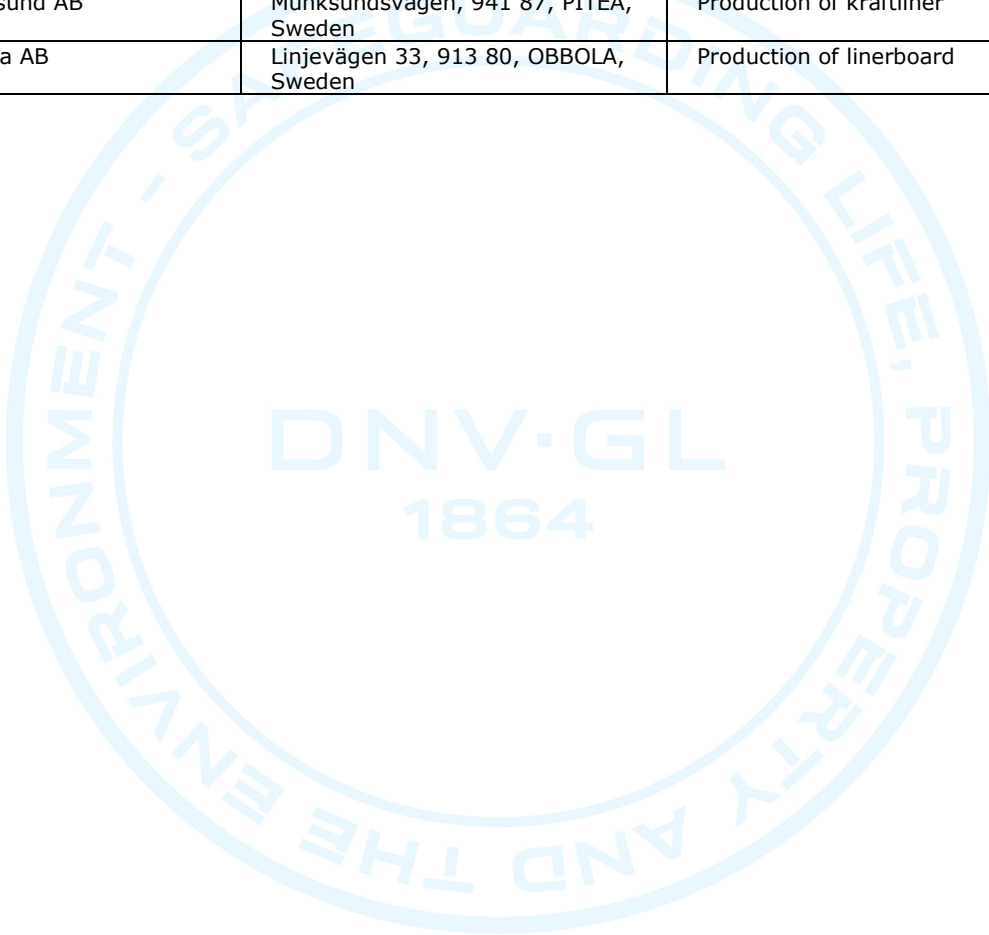 sund AB Munksundsvägen, 941 87, PITEÅ, Production of kraftliner
Sweden
a AB Linjevägen 33, 913 80, OBBOLA, Production of linerboard
Sweden
SAFEGUARDING LIFE, PROPERTY AND THE ENVIRONMENT -
DNV·GL
1864